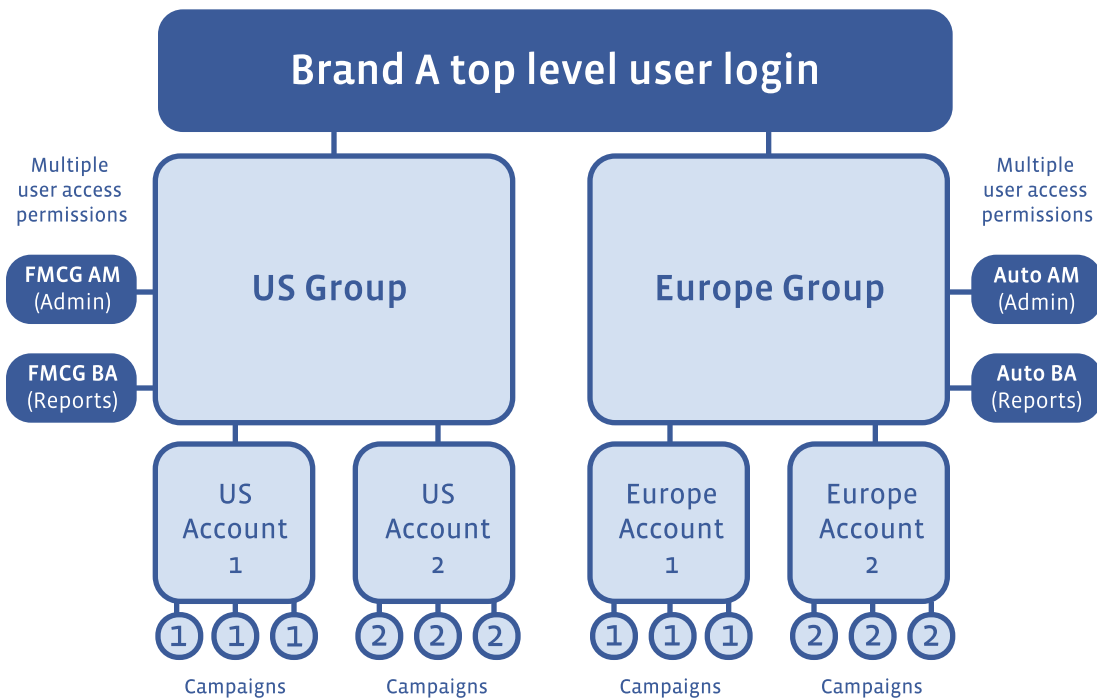 Brand A top level user login
Multiple
user access
permissions
FMCG AM
(Admin)
FMCG BA
(Reports)
US Group
Europe Group
Multiple
user access
permissions
Auto AM
(Admin)
Auto BA
(Reports)
US
Account
1
US
Account
2
Europe
Account
1
Europe
Account
2
1 1 1
2 2 2
1 1 1
2 2 2
Campaigns
Campaigns
Campaigns
Campaigns